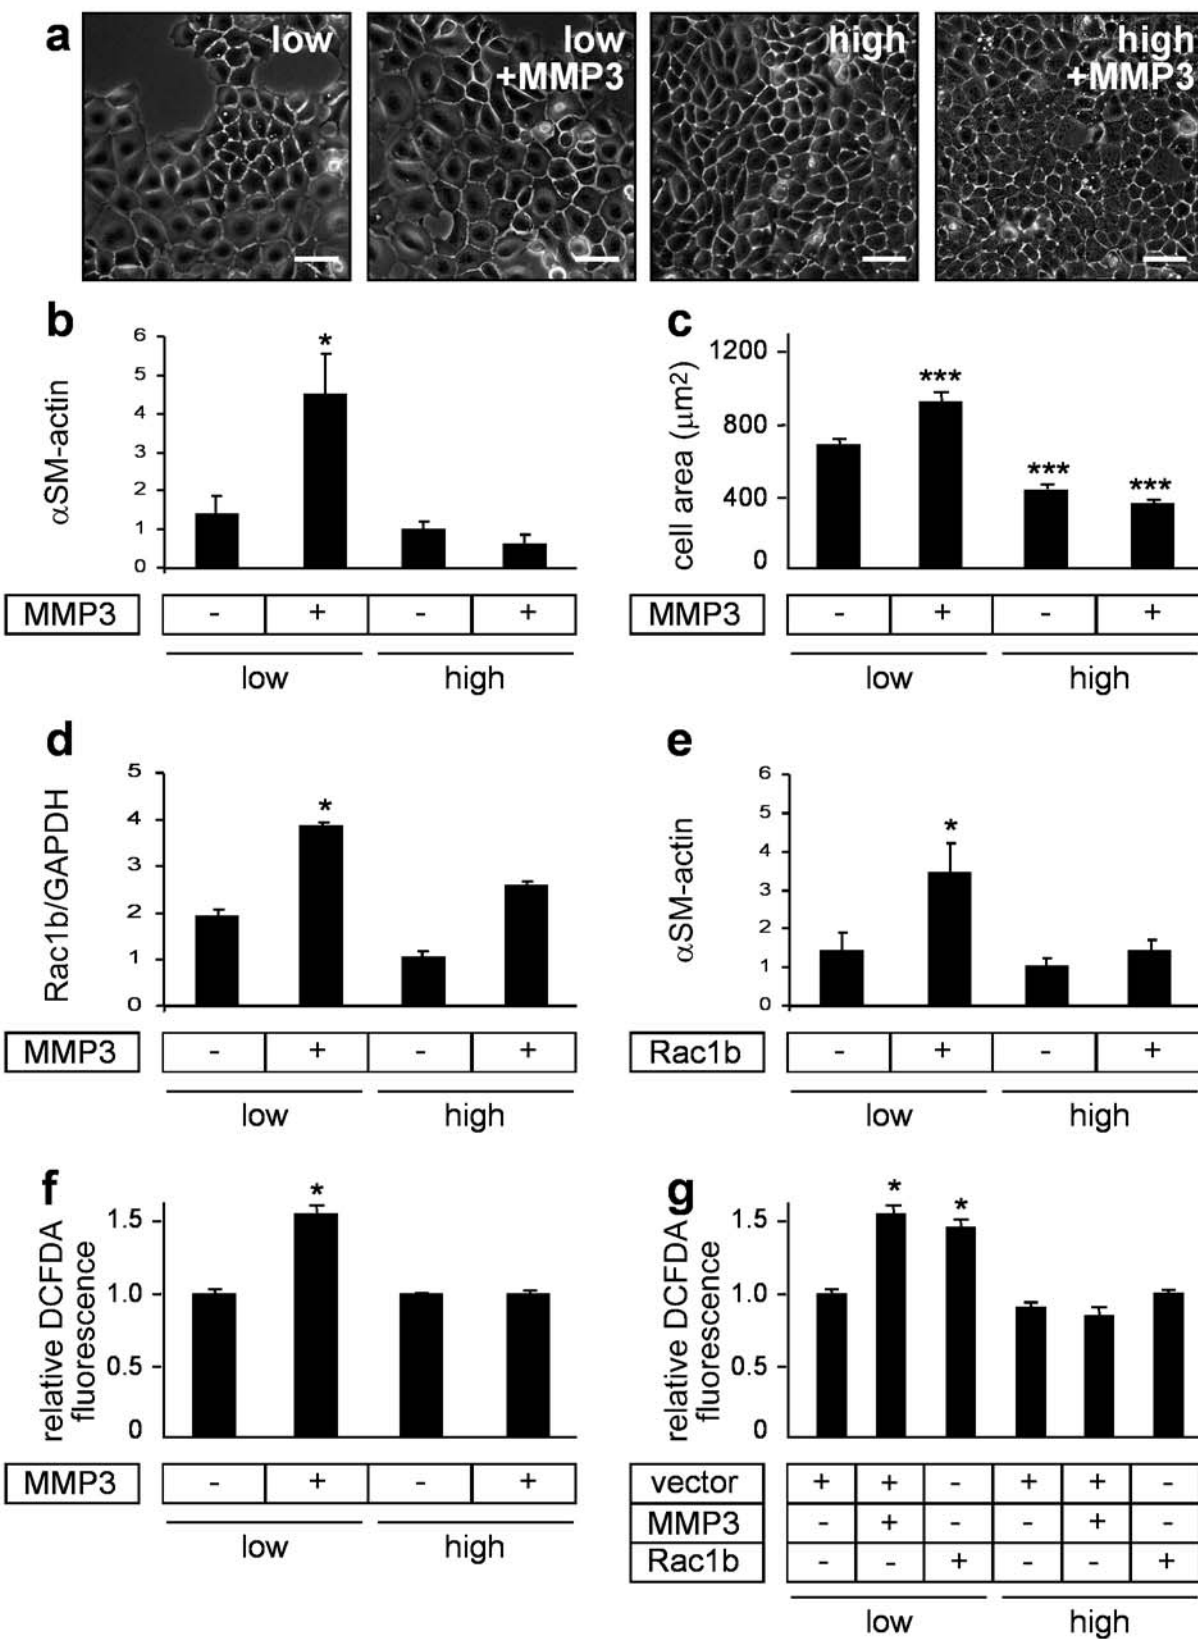 a
low
low
+MMP3
high
high
+MMP3
b
αSM-actin
6
*
5
4
3
2
1
0
MMP3 - + - +
low high
c
cell area (μm2)
1200
***
800
***
***
400
0
MMP3 - + - +
low high
d
Rac1b/GAPDH
5
*
4
3
2
1
0
MMP3 - + - +
low high
e
αSM-actin
6
5
*
4
3
2
1
0
Rac1b - + - +
low high
f
relative DCFDA
fluorescence
*
1.5
1.0
0.5
0
MMP3 - + - +
low high
g
relative DCFDA
fluorescence
* *
1.5
1.0
0.5
0
vector + + - + + -
MMP3 - + - - + -
Rac1b - - + - - +
low high